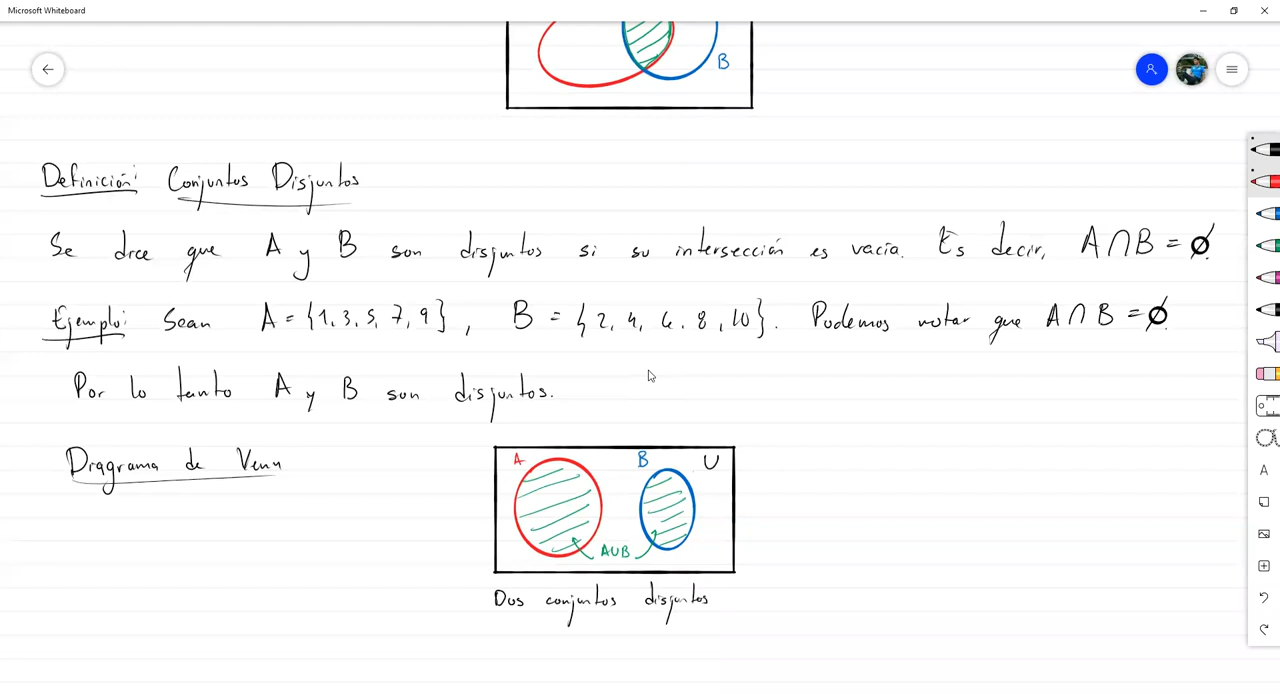 Microsoft Whiteboard
B
Definición: Conjuntos Disjuntos
Se dice que A y B son disjuntos si su intersección es vacía. Es decir, A ∩ B = ∅.
Ejemplo: Sean A = {1, 3, 5, 7, 9}, B = {2, 4, 6, 8, 10}. Podemos notar que A ∩ B = ∅.
Por lo tanto A y B son disjuntos.
Diagrama de Venn
A B U
A∪B
Dos conjuntos disjuntos
A